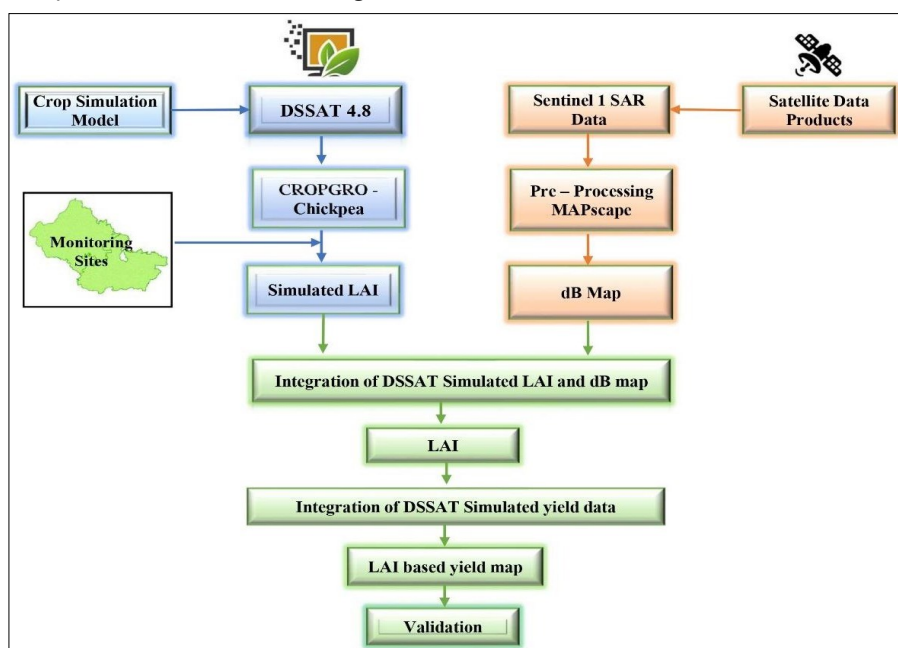 Crop Simulation
Model
DSSAT 4.8
Sentinel 1 SAR
Data
Satellite Data
Products
CROPGRO -
Chickpea
Pre – Processing
MAPscape
Monitoring
Sites
Simulated LAI
dB Map
Integration of DSSAT Simulated LAI and dB map
LAI
Integration of DSSAT Simulated yield data
LAI based yield map
Validation